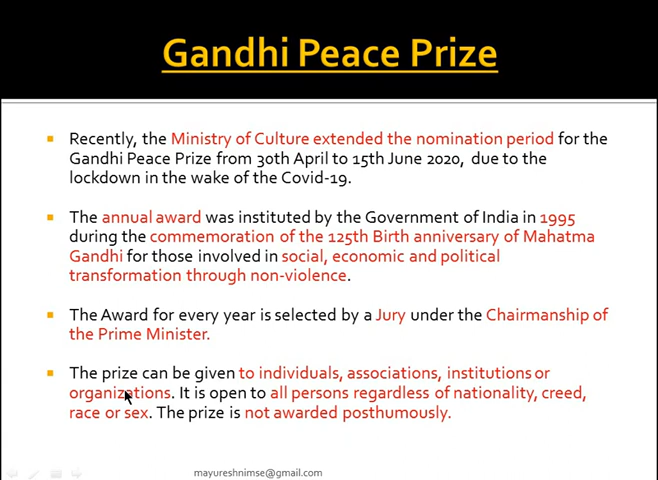 Gandhi Peace Prize
Recently, the Ministry of Culture extended the nomination period for the
Gandhi Peace Prize from 30th April to 15th June 2020, due to the
lockdown in the wake of the Covid-19.
The annual award was instituted by the Government of India in 1995
during the commemoration of the 125th Birth anniversary of Mahatma
Gandhi for those involved in social, economic and political
transformation through non-violence.
The Award for every year is selected by a Jury under the Chairmanship of
the Prime Minister.
The prize can be given to individuals, associations, institutions or
organizations. It is open to all persons regardless of nationality, creed,
race or sex. The prize is not awarded posthumously.
mayureshnimse@gmail.com